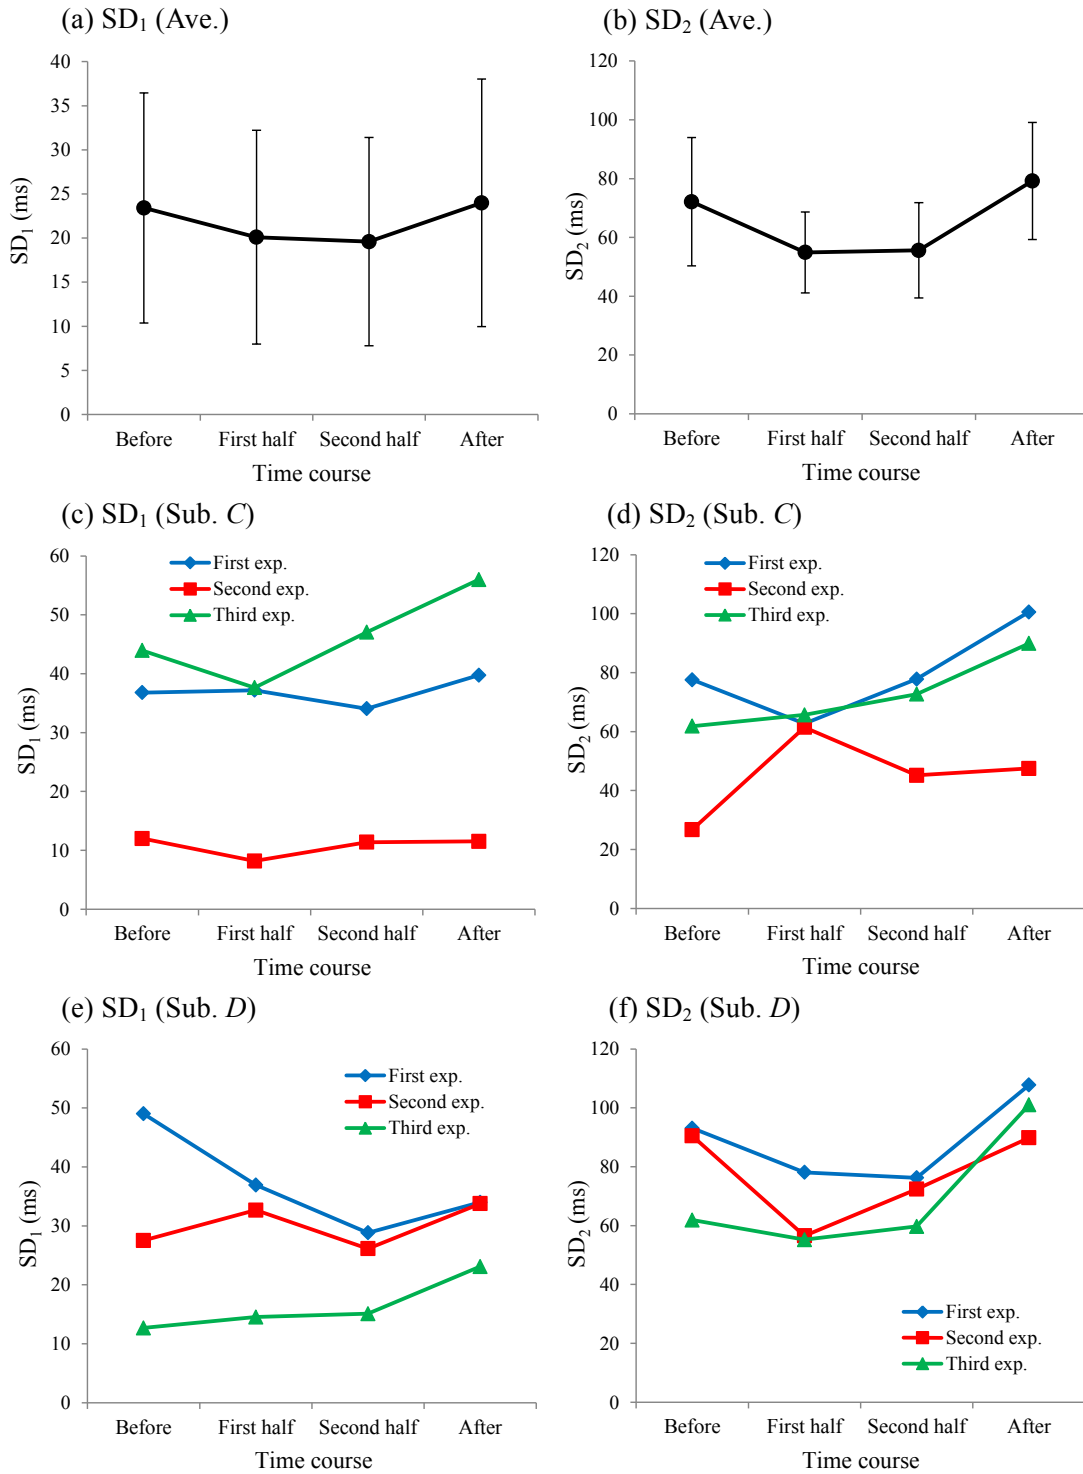 (a) SD₁ (Ave.)
40
35
30
25
20
15
10
5
0
SD₁ (ms)
Before First half Second half After
Time course
(b) SD₂ (Ave.)
120
100
80
60
40
20
0
SD₂ (ms)
Before First half Second half After
Time course
(c) SD₁ (Sub. C)
60
50
40
30
20
10
0
SD₁ (ms)
First exp.
Second exp.
Third exp.
Before First half Second half After
Time course
(d) SD₂ (Sub. C)
120
100
80
60
40
20
0
SD₂ (ms)
First exp.
Second exp.
Third exp.
Before First half Second half After
Time course
(e) SD₁ (Sub. D)
60
50
40
30
20
10
0
SD₁ (ms)
First exp.
Second exp.
Third exp.
Before First half Second half After
Time course
(f) SD₂ (Sub. D)
120
100
80
60
40
20
0
SD₂ (ms)
First exp.
Second exp.
Third exp.
Before First half Second half After
Time course